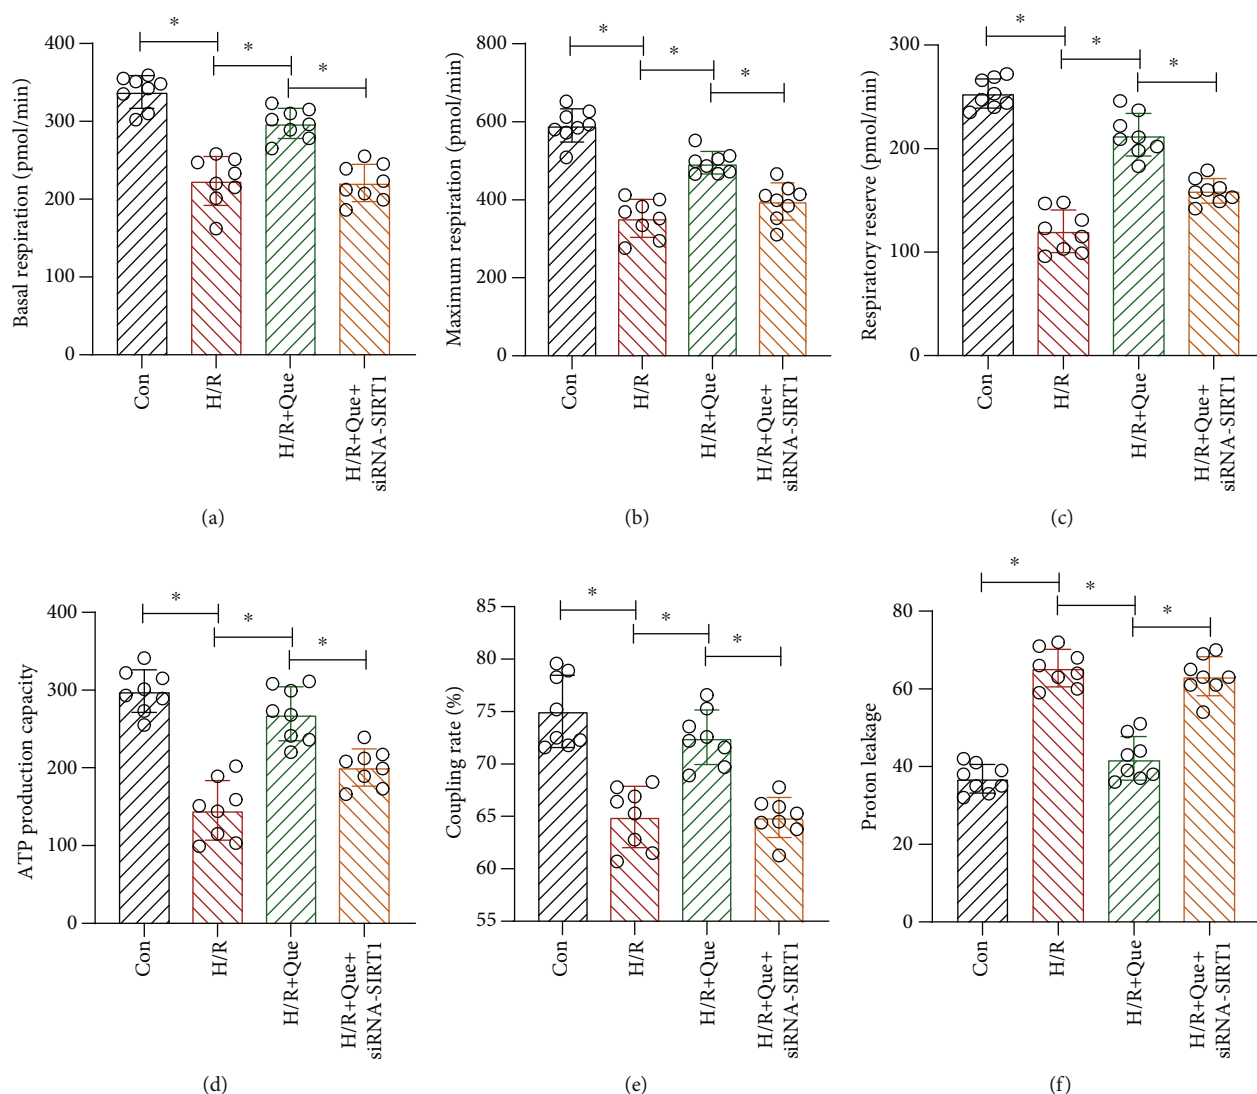 Basal respiration (pmol/min)
400
300
200
100
0
*
*
*
Con
H/R
H/R+Que
H/R+Que+
siRNA-SIRT1
(a)
Maximum respiration (pmol/min)
800
600
400
200
0
*
*
*
Con
H/R
H/R+Que
H/R+Que+
siRNA-SIRT1
(b)
Respiratory reserve (pmol/min)
300
200
100
0
*
*
*
Con
H/R
H/R+Que
H/R+Que+
siRNA-SIRT1
(c)
ATP production capacity
400
300
200
100
0
*
*
*
Con
H/R
H/R+Que
H/R+Que+
siRNA-SIRT1
(d)
Coupling rate (%)
85
80
75
70
65
60
55
*
*
*
Con
H/R
H/R+Que
H/R+Que+
siRNA-SIRT1
(e)
Proton leakage
80
60
40
20
0
*
*
*
Con
H/R
H/R+Que
H/R+Que+
siRNA-SIRT1
(f)